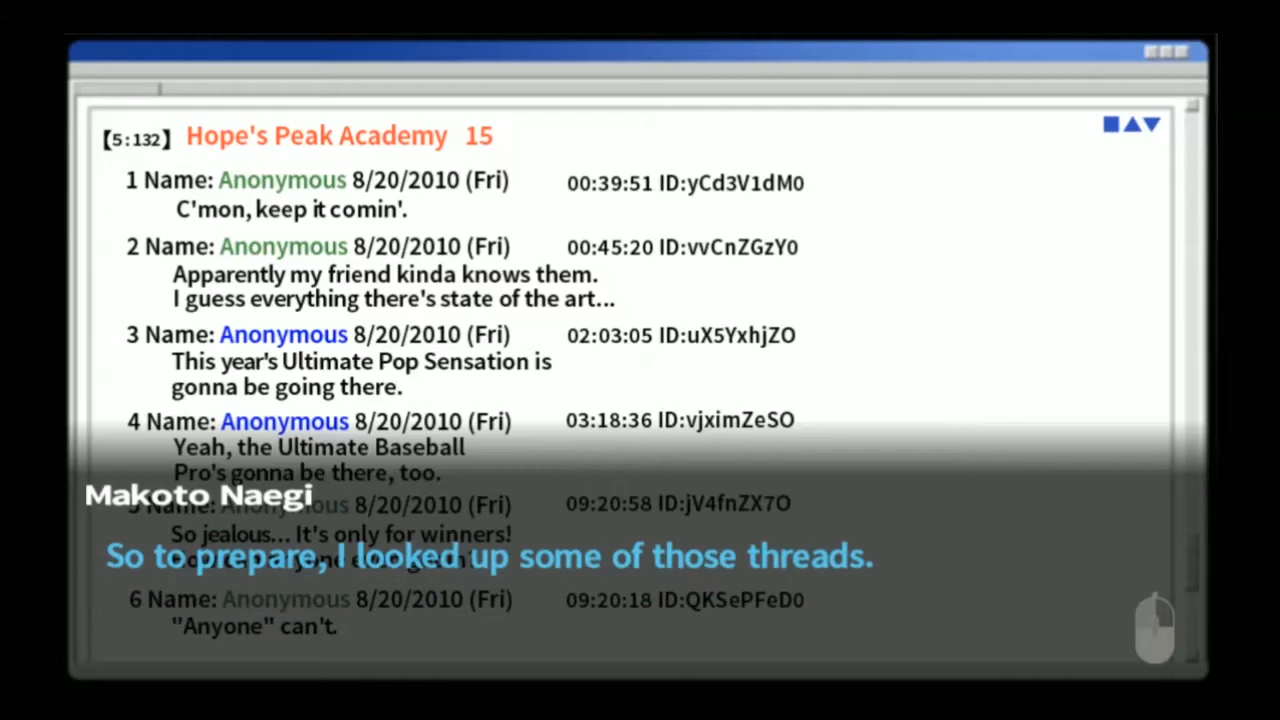 【5:132】 Hope's Peak Academy 15
1 Name: Anonymous 8/20/2010 (Fri) 00:39:51 ID:yCd3V1dM0
C'mon, keep it comin'.
2 Name: Anonymous 8/20/2010 (Fri) 00:45:20 ID:vvCnZGzY0
Apparently my friend kinda knows them.
I guess everything there's state of the art...
3 Name: Anonymous 8/20/2010 (Fri) 02:03:05 ID:uX5YxhjZO
This year's Ultimate Pop Sensation is
gonna be going there.
4 Name: Anonymous 8/20/2010 (Fri) 03:18:36 ID:vjximZeSO
Yeah, the Ultimate Baseball
Pro's gonna be there, too.
Makoto Naegi
5 Name: Anonymous 8/20/2010 (Fri) 09:20:58 ID:jV4fnZX7O
So jealous... It's only for winners!
So to prepare, I looked up some of those threads.
6 Name: Anonymous 8/20/2010 (Fri) 09:20:18 ID:QKSePFeD0
"Anyone" can't.